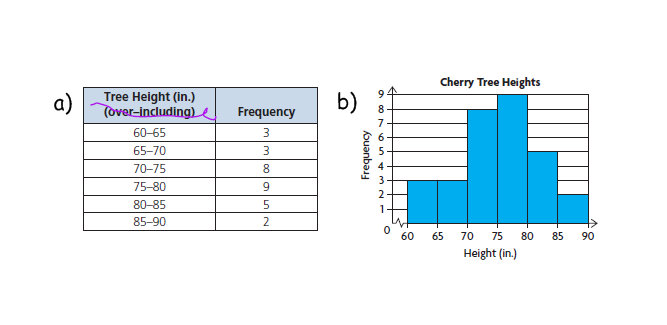 a)
Tree Height (in.)
(over–including) Frequency
60–65 3
65–70 3
70–75 8
75–80 9
80–85 5
85–90 2
b)
Cherry Tree Heights
Frequency
9
8
7
6
5
4
3
2
1
0
60 65 70 75 80 85 90
Height (in.)